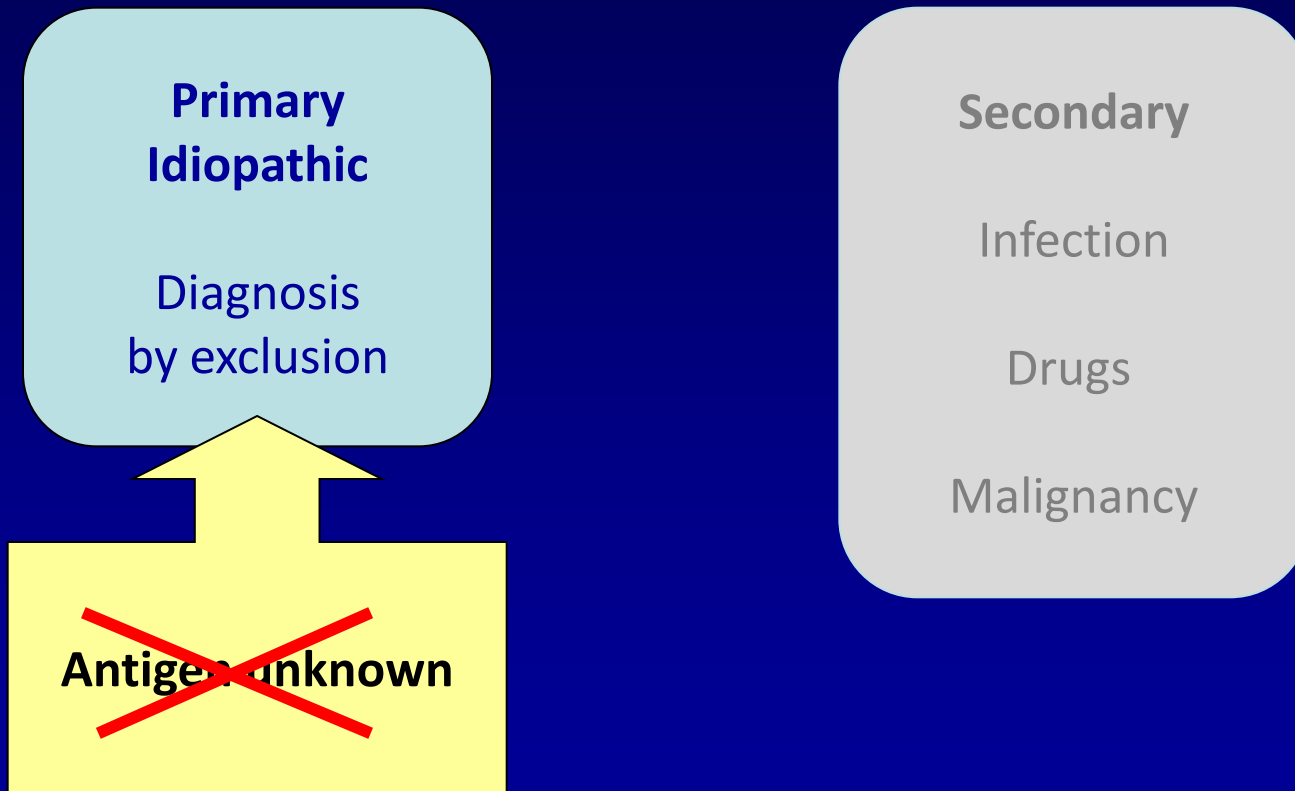 Primary
Idiopathic
Diagnosis
by exclusion
Antigen unknown
Secondary
Infection
Drugs
Malignancy